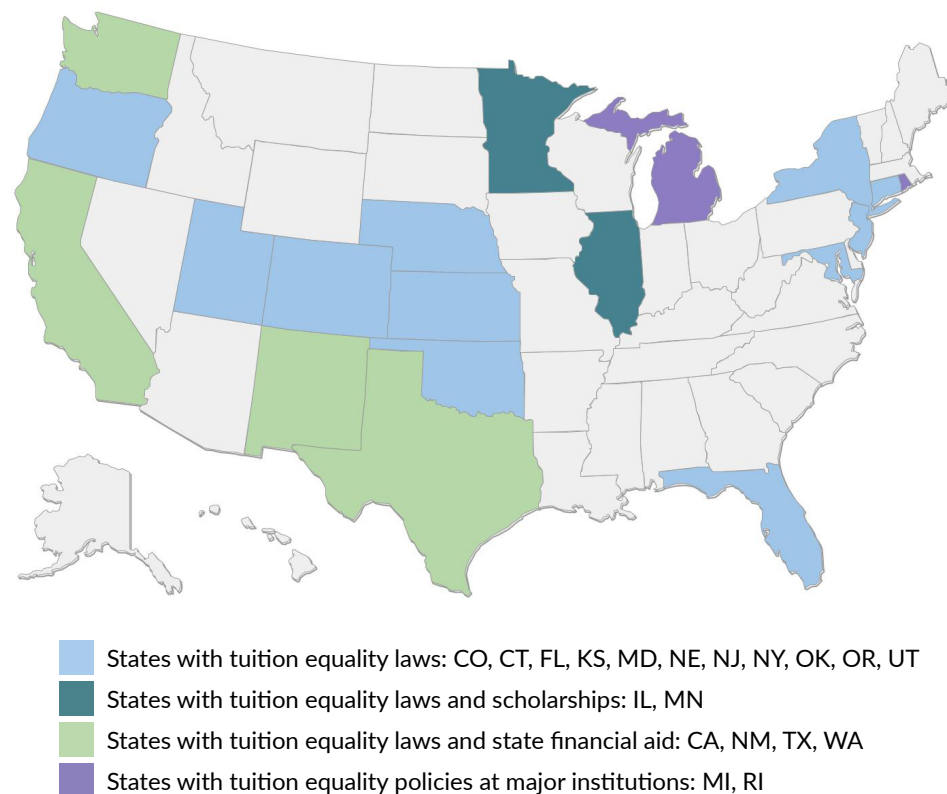 States with tuition equality laws: CO, CT, FL, KS, MD, NE, NJ, NY, OK, OR, UT
States with tuition equality laws and scholarships: IL, MN
States with tuition equality laws and state financial aid: CA, NM, TX, WA
States with tuition equality policies at major institutions: MI, RI